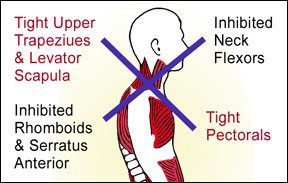 Tight Upper
Trapeziues
& Levator
Scapula
Inhibited
Neck
Flexors
Inhibited
Rhomboids
& Serratus
Anterior
Tight
Pectorals